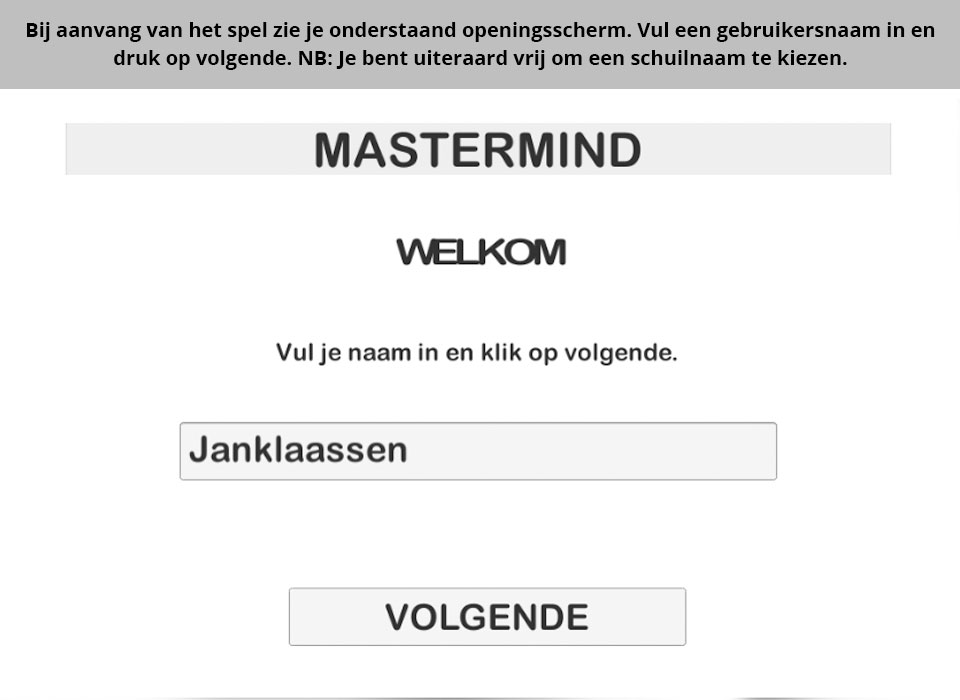 Bij aanvang van het spel zie je onderstaand openingsscherm. Vul een gebruikersnaam in en
druk op volgende. NB: Je bent uiteraard vrij om een schuilnaam te kiezen.
MASTERMIND
WELKOM
Vul je naam in en klik op volgende.
Janklaassen
VOLGENDE